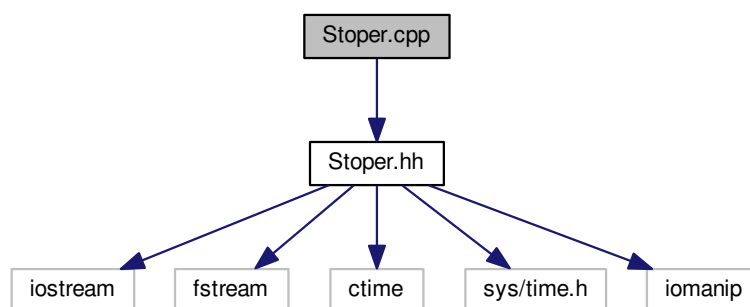 Stoper.cpp
Stoper.hh
iostream
fstream
ctime
sys/time.h
iomanip